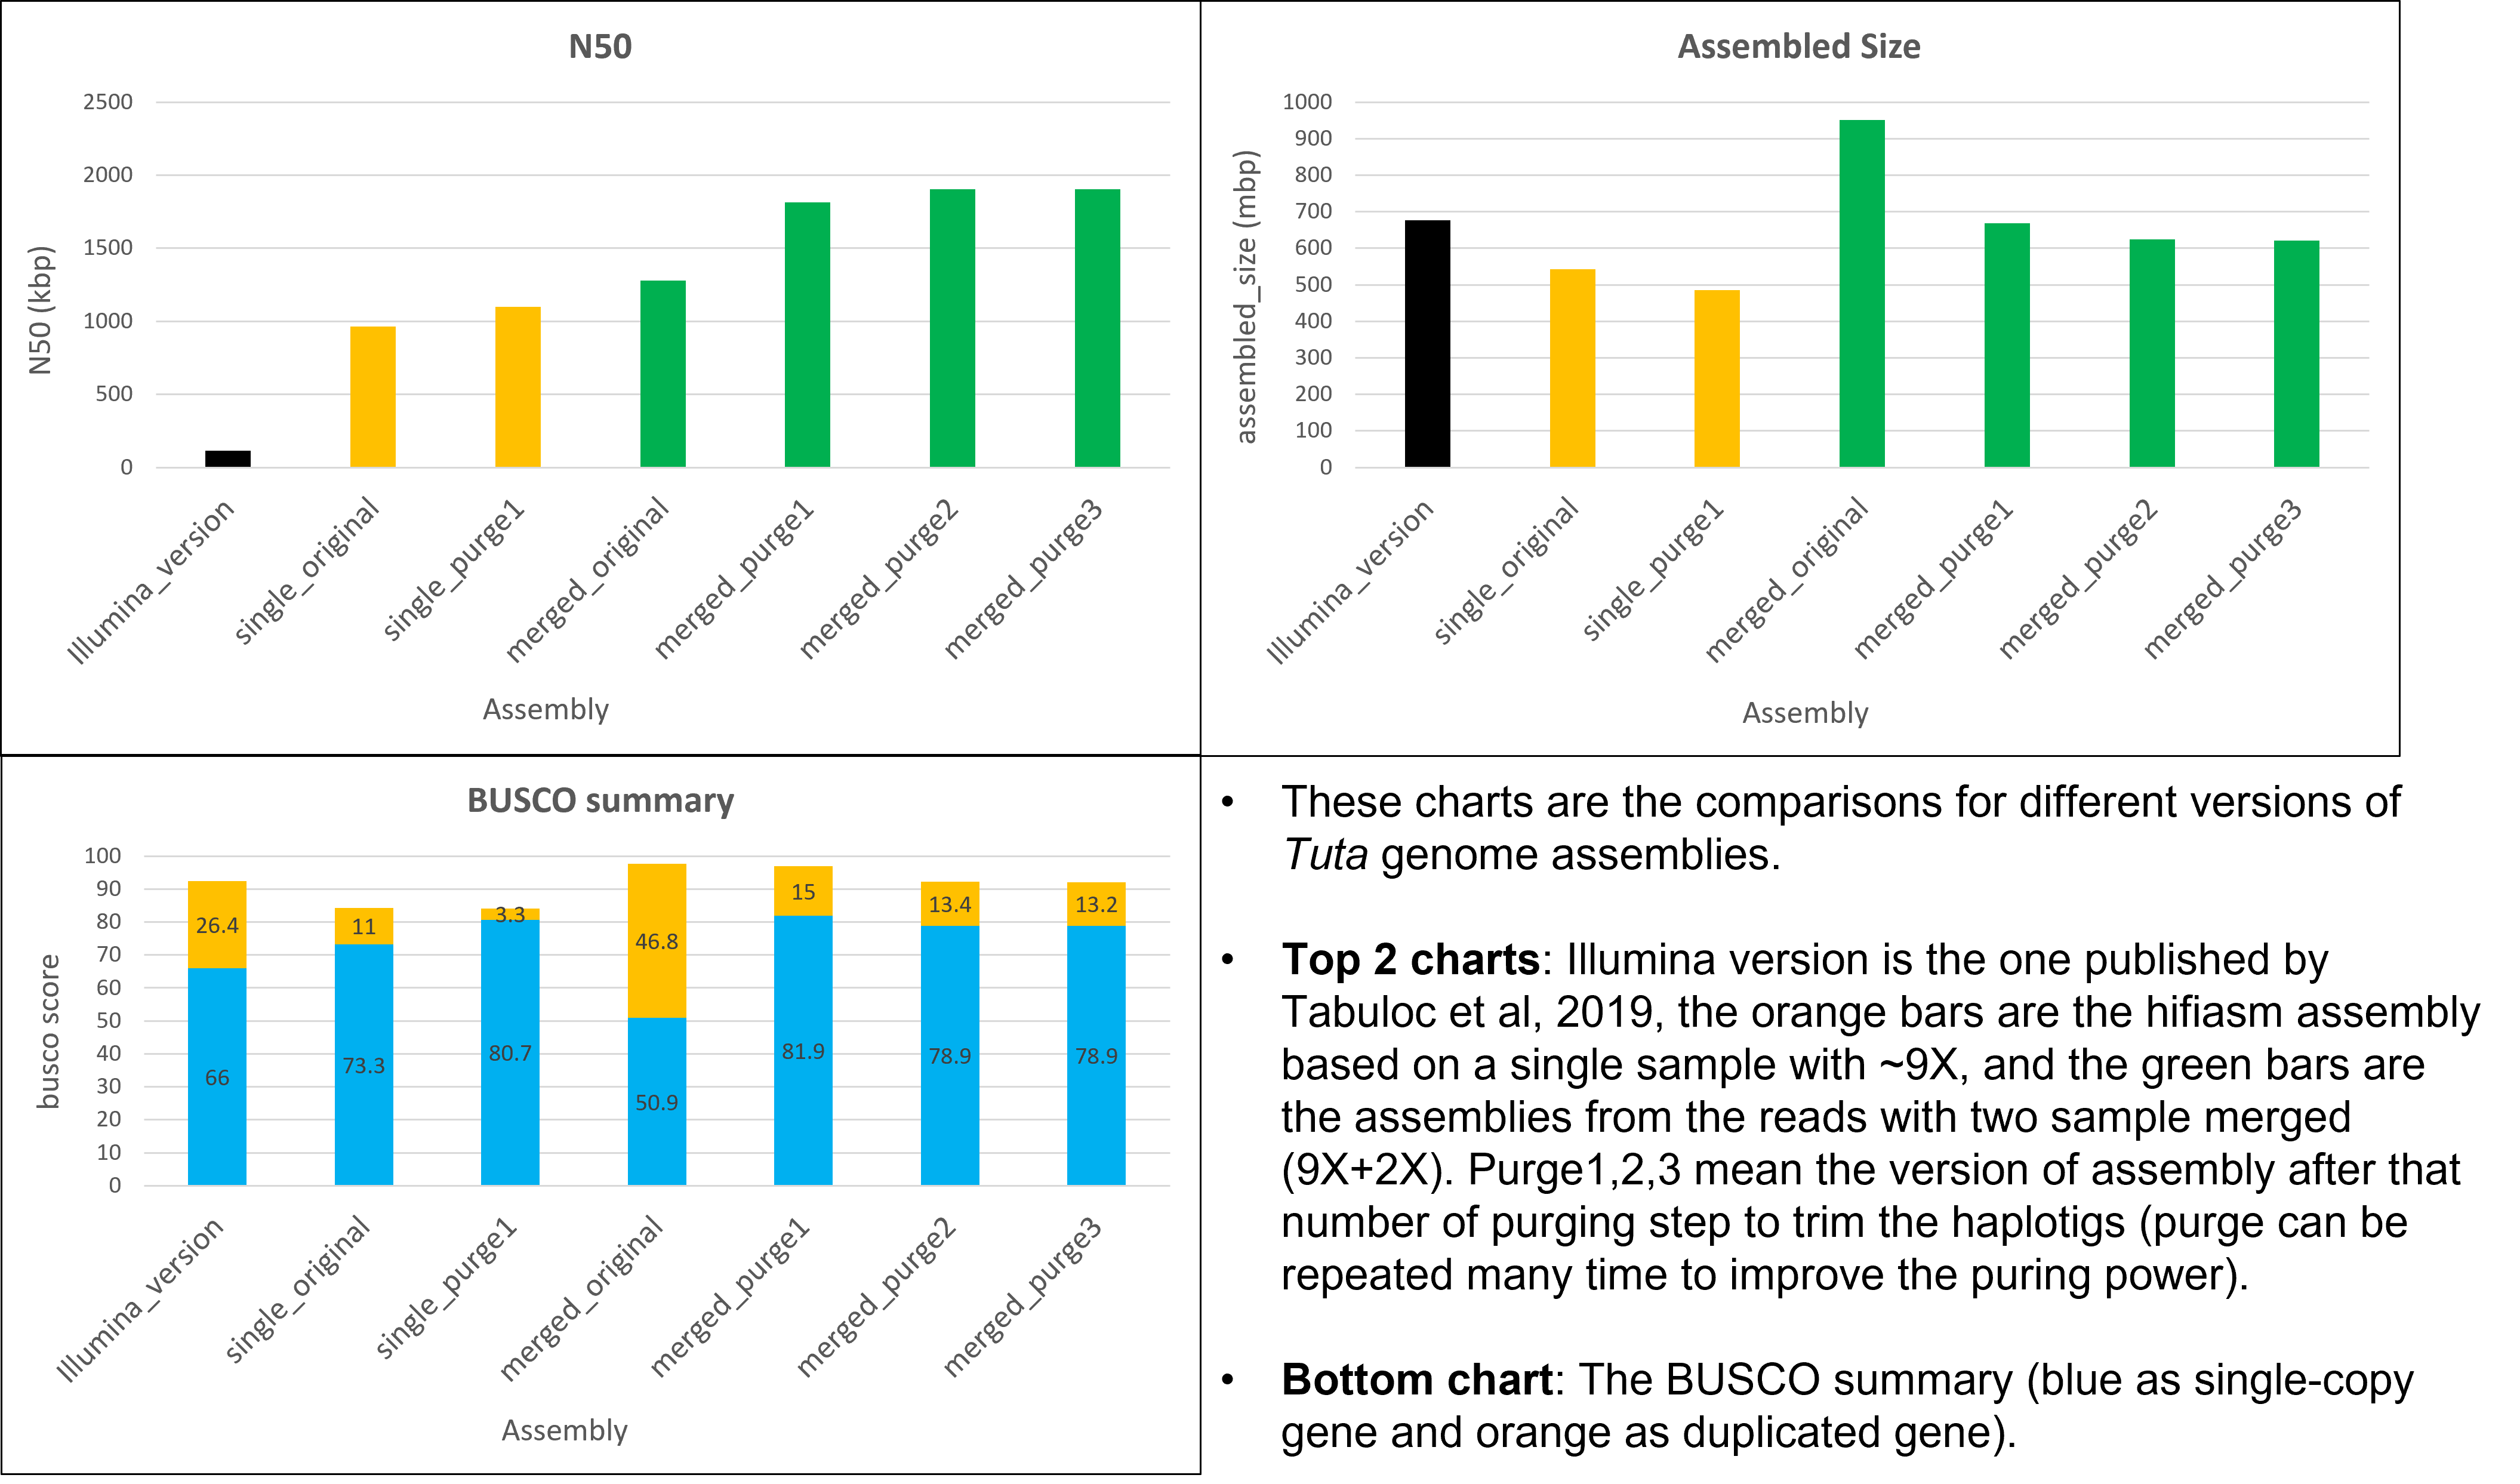 N50
2500
2000
1500
1000
500
0
N50 (kbp)
Illumina_version
single_original
single_purge1
merged_original
merged_purge1
merged_purge2
merged_purge3
Assembly
Assembled Size
1000
900
800
700
600
500
400
300
200
100
0
assembled_size (mbp)
Illumina_version
single_original
single_purge1
merged_original
merged_purge1
merged_purge2
merged_purge3
Assembly
BUSCO summary
100
90
80
70
60
50
40
30
20
10
0
busco score
26.4
11
3.3
46.8
15
13.4
13.2
66
73.3
80.7
50.9
81.9
78.9
78.9
Illumina_version
single_original
single_purge1
merged_original
merged_purge1
merged_purge2
merged_purge3
Assembly
• These charts are the comparisons for different versions of
Tuta genome assemblies.
• Top 2 charts: Illumina version is the one published by
Tabuloc et al, 2019, the orange bars are the hifiasm assembly
based on a single sample with ~9X, and the green bars are
the assemblies from the reads with two sample merged
(9X+2X). Purge1,2,3 mean the version of assembly after that
number of purging step to trim the haplotigs (purge can be
repeated many time to improve the puring power).
• Bottom chart: The BUSCO summary (blue as single-copy
gene and orange as duplicated gene).